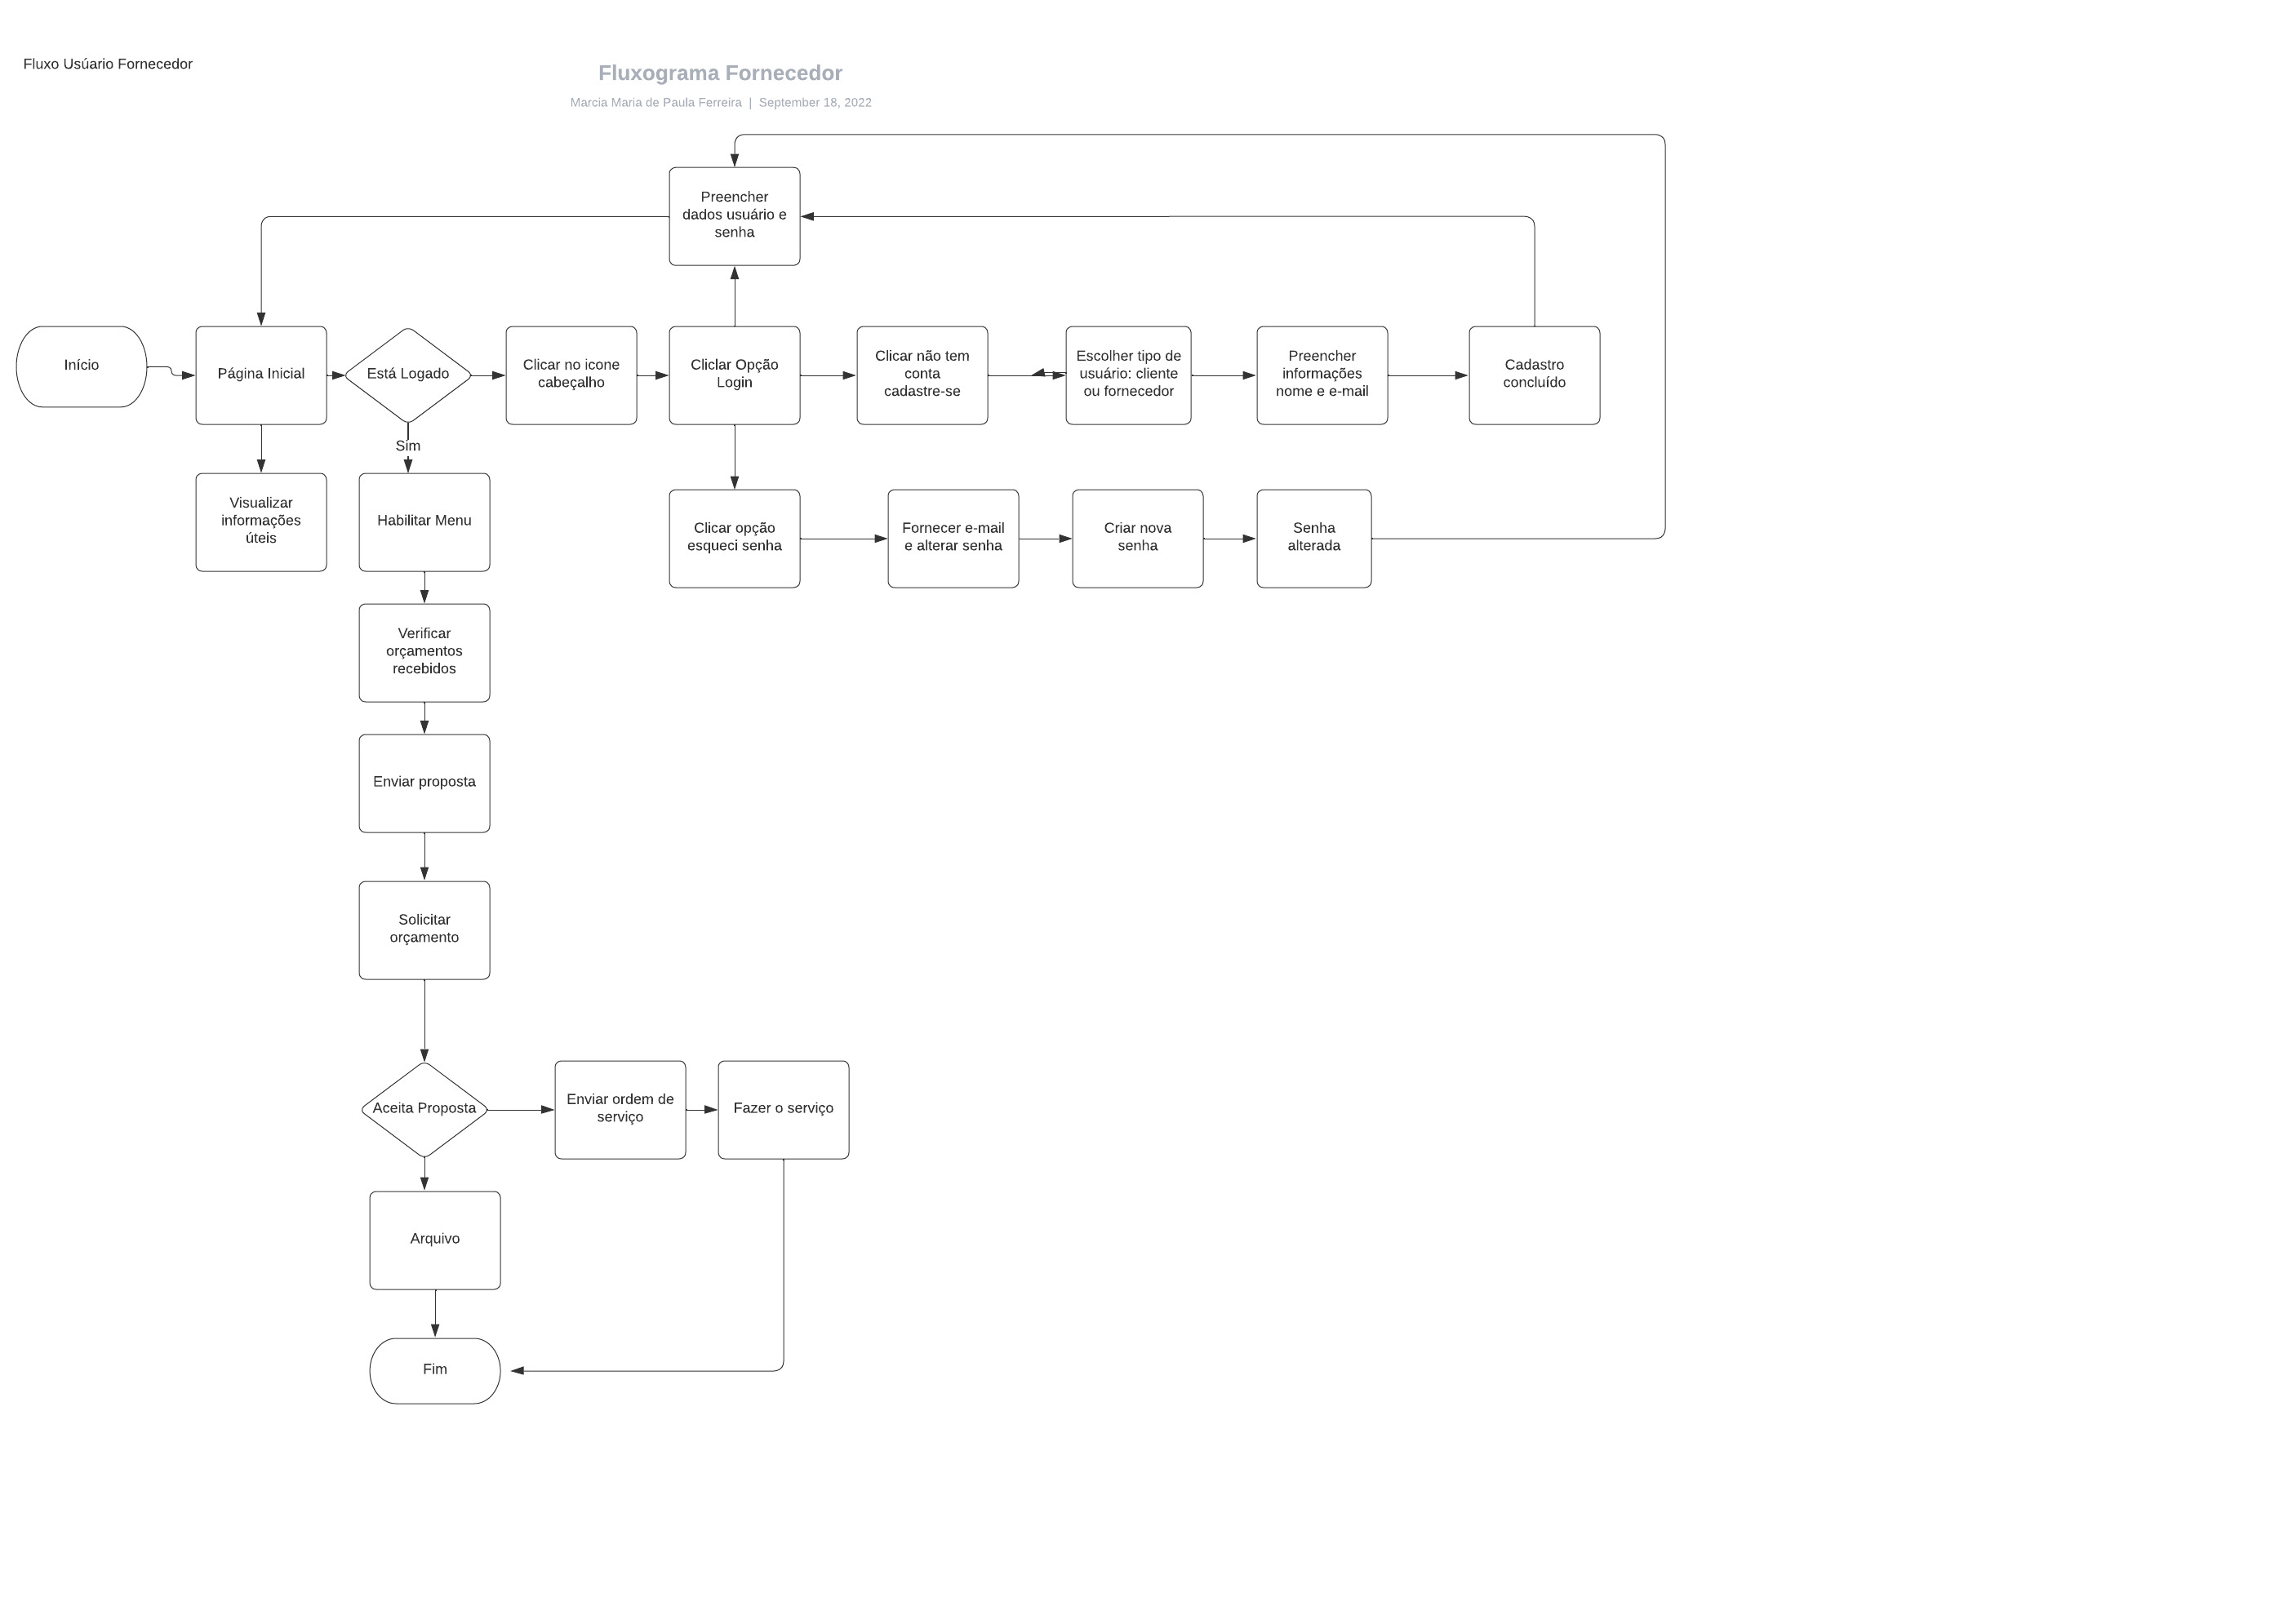 Fluxo Usúario Fornecedor
Fluxograma Fornecedor
Marcia Maria de Paula Ferreira | September 18, 2022
Preencher
dados usuário e
senha
Início
Página Inicial
Está Logado
Clicar no icone
cabeçalho
Cliclar Opção
Login
Clicar não tem
conta
cadastre-se
Escolher tipo de
usuário: cliente
ou fornecedor
Preencher
informações
nome e e-mail
Cadastro
concluído
Sim
Visualizar
informações
úteis
Habilitar Menu
Clicar opção
esqueci senha
Fornecer e-mail
e alterar senha
Criar nova
senha
Senha
alterada
Verificar
orçamentos
recebidos
Enviar proposta
Solicitar
orçamento
Aceita Proposta
Enviar ordem de
serviço
Fazer o serviço
Arquivo
Fim